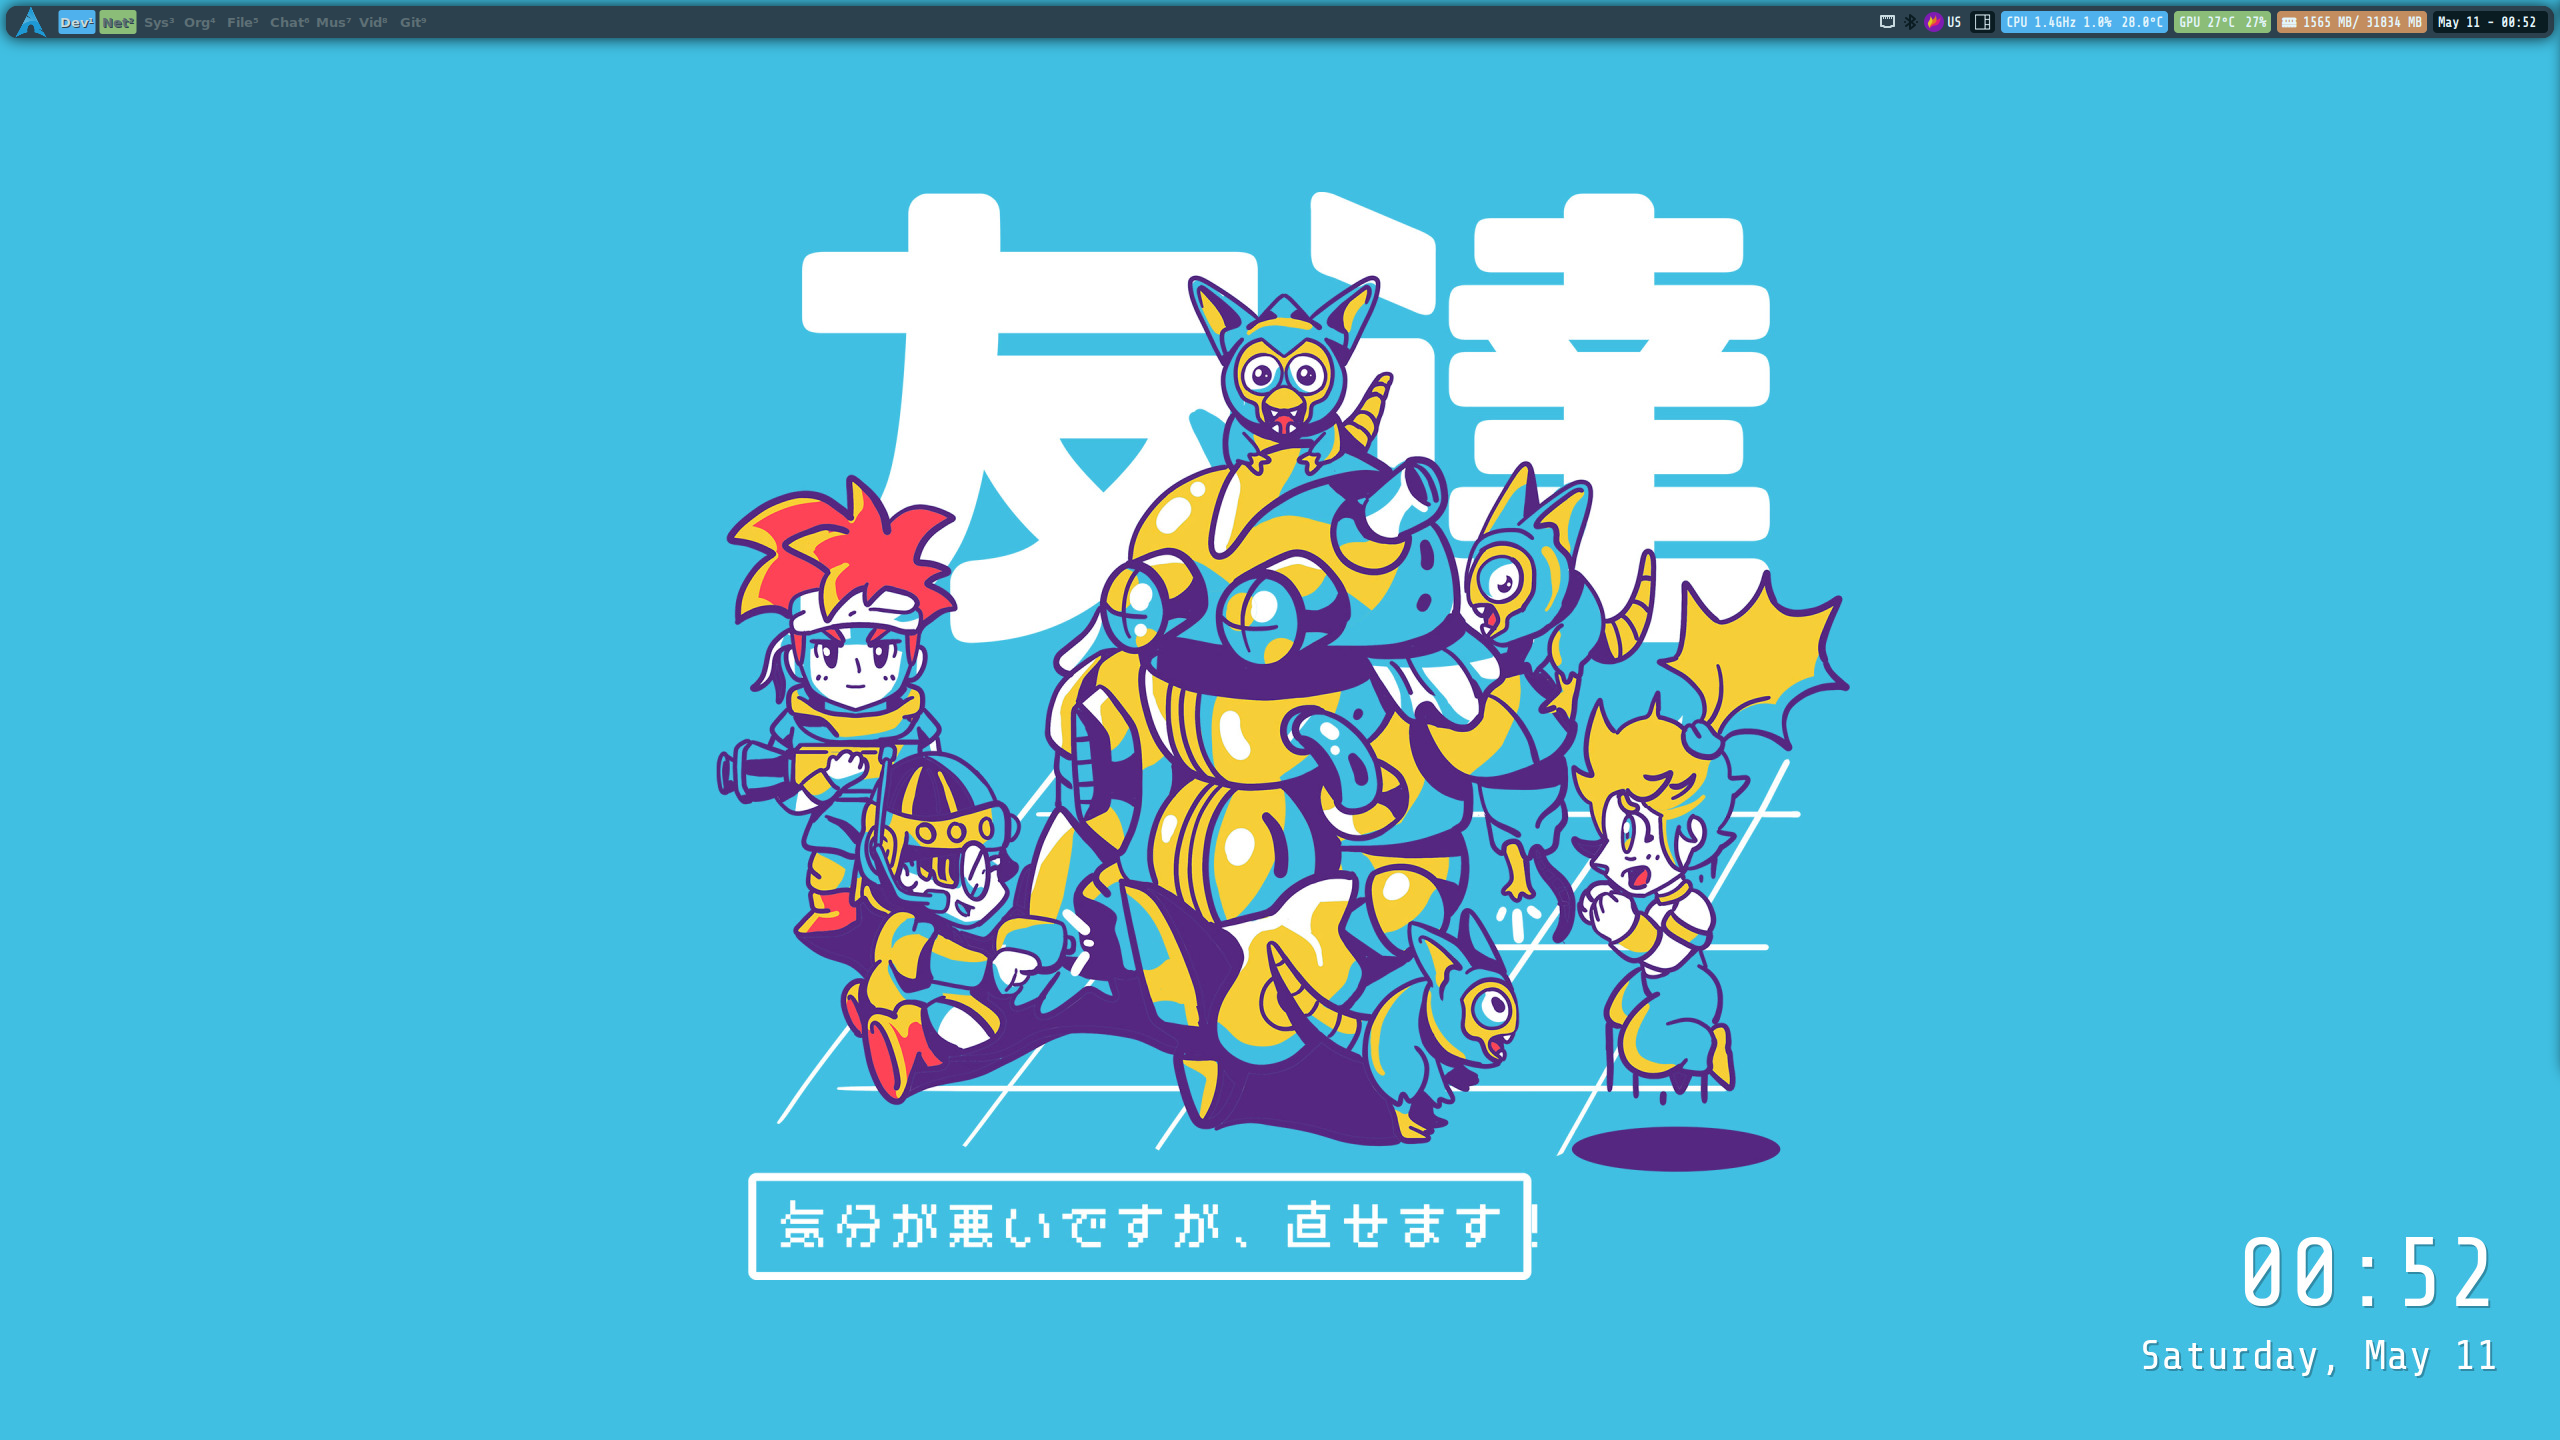 Dev¹ Net² Sys³ Org⁴ File⁵ Chat⁶ Mus⁷ Vid⁸ Git⁹
US CPU 1.4GHz 1.0% 28.0°C GPU 27°C 27% 1565 MB/ 31834 MB May 11 - 00:52
友達
気分が悪いですが、直せます!
00:52
Saturday, May 11